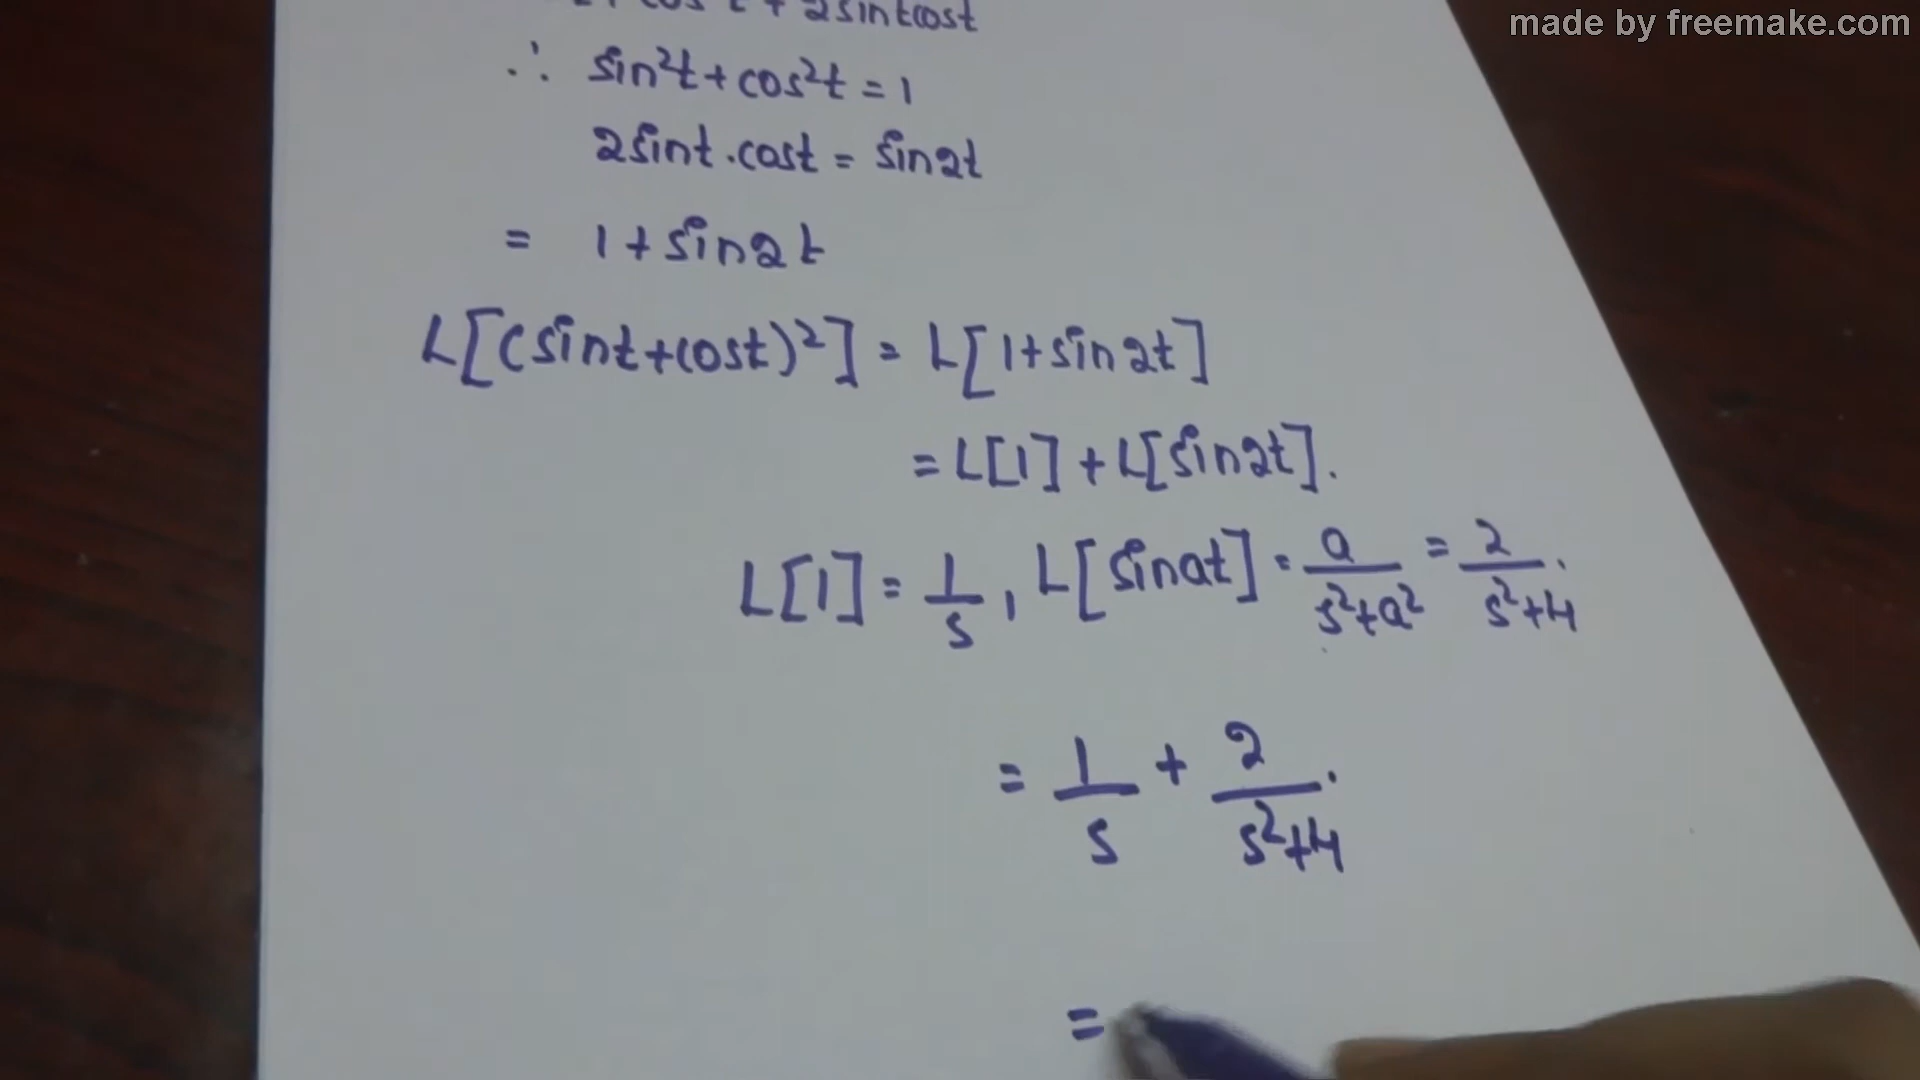 made by freemake.com
+ 2sintcost
∴ sin²t + cos²t = 1
2sint.cost = sin2t
= 1 + sin2t
L[(sint+cost)²] = L[1+sin2t]
= L[1] + L[sin2t].
L[1] = 1/s , L[sinat] = a/s²+a² = 2/s²+4 .
= 1/s + 2/s²+4 .
=